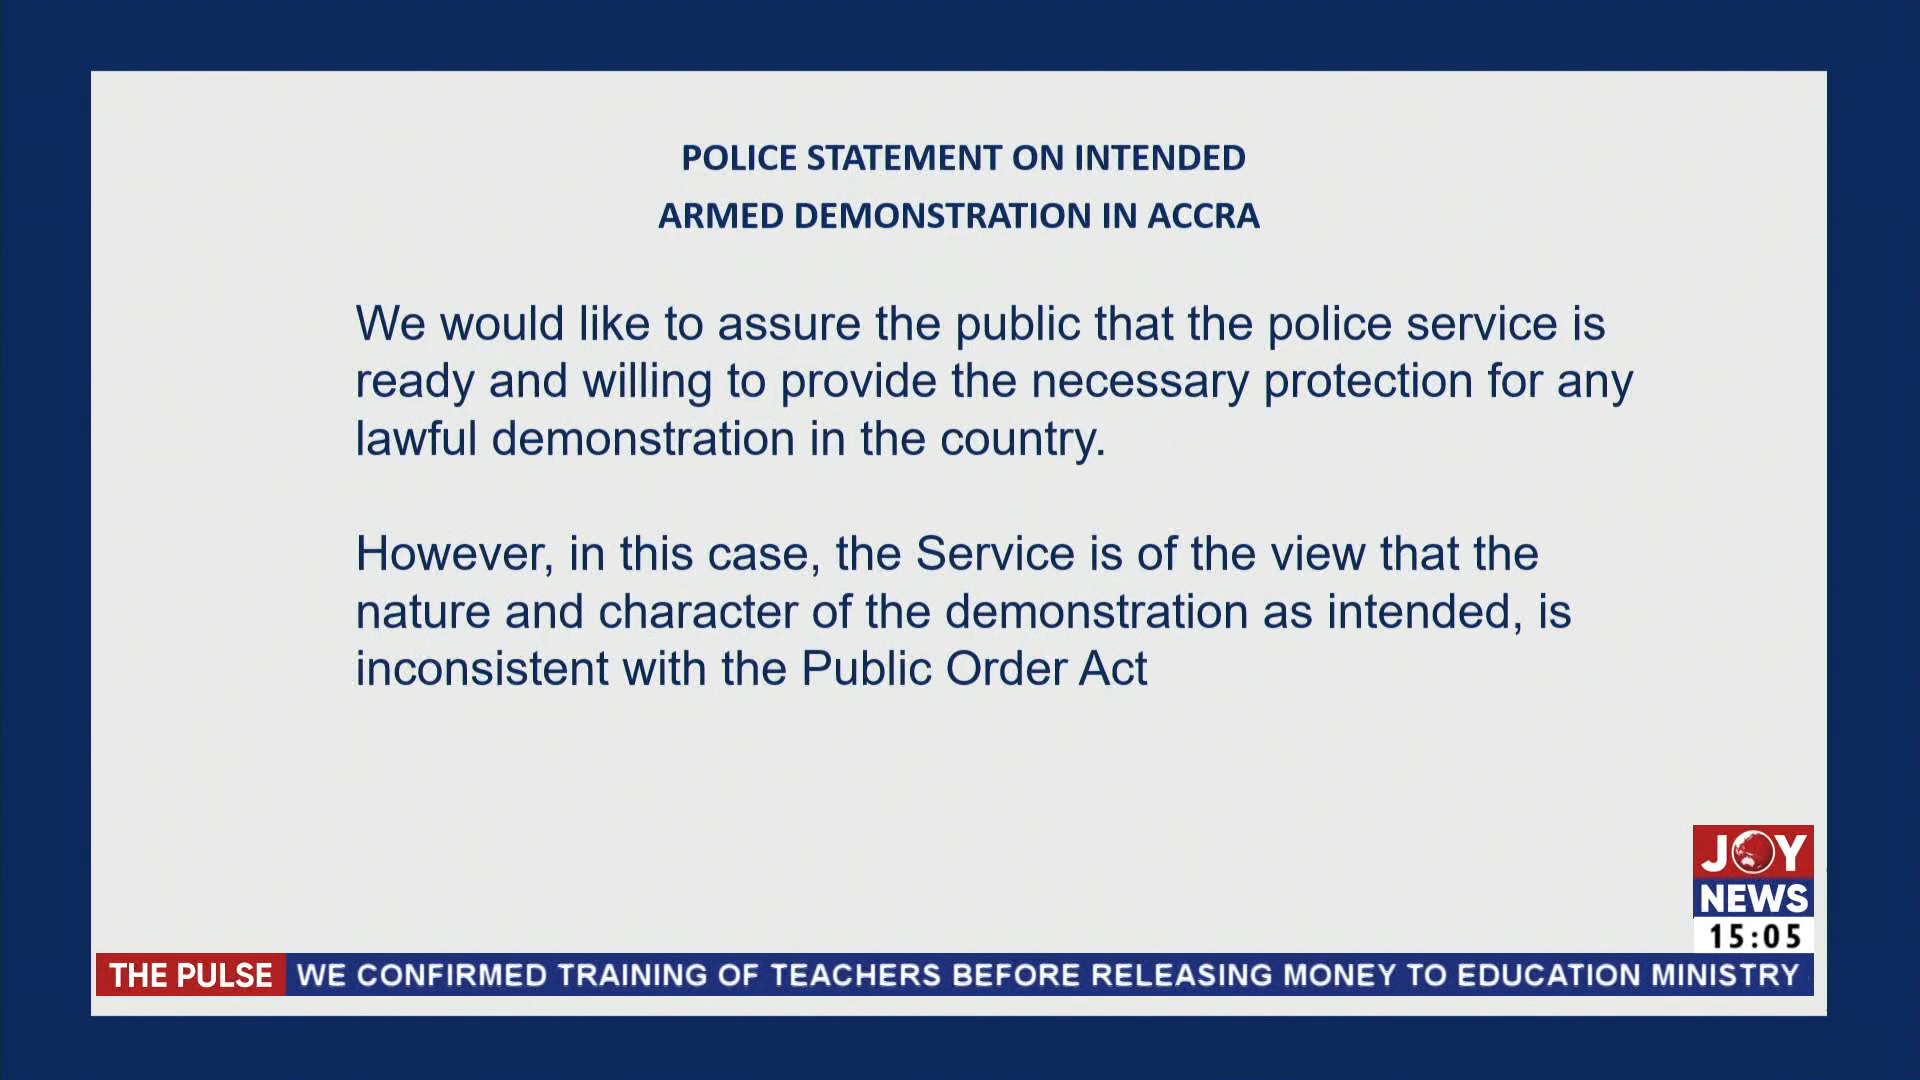 POLICE STATEMENT ON INTENDED
ARMED DEMONSTRATION IN ACCRA
We would like to assure the public that the police service is
ready and willing to provide the necessary protection for any
lawful demonstration in the country.
However, in this case, the Service is of the view that the
nature and character of the demonstration as intended, is
inconsistent with the Public Order Act
JOY
NEWS
15:05
THE PULSE WE CONFIRMED TRAINING OF TEACHERS BEFORE RELEASING MONEY TO EDUCATION MINISTRY